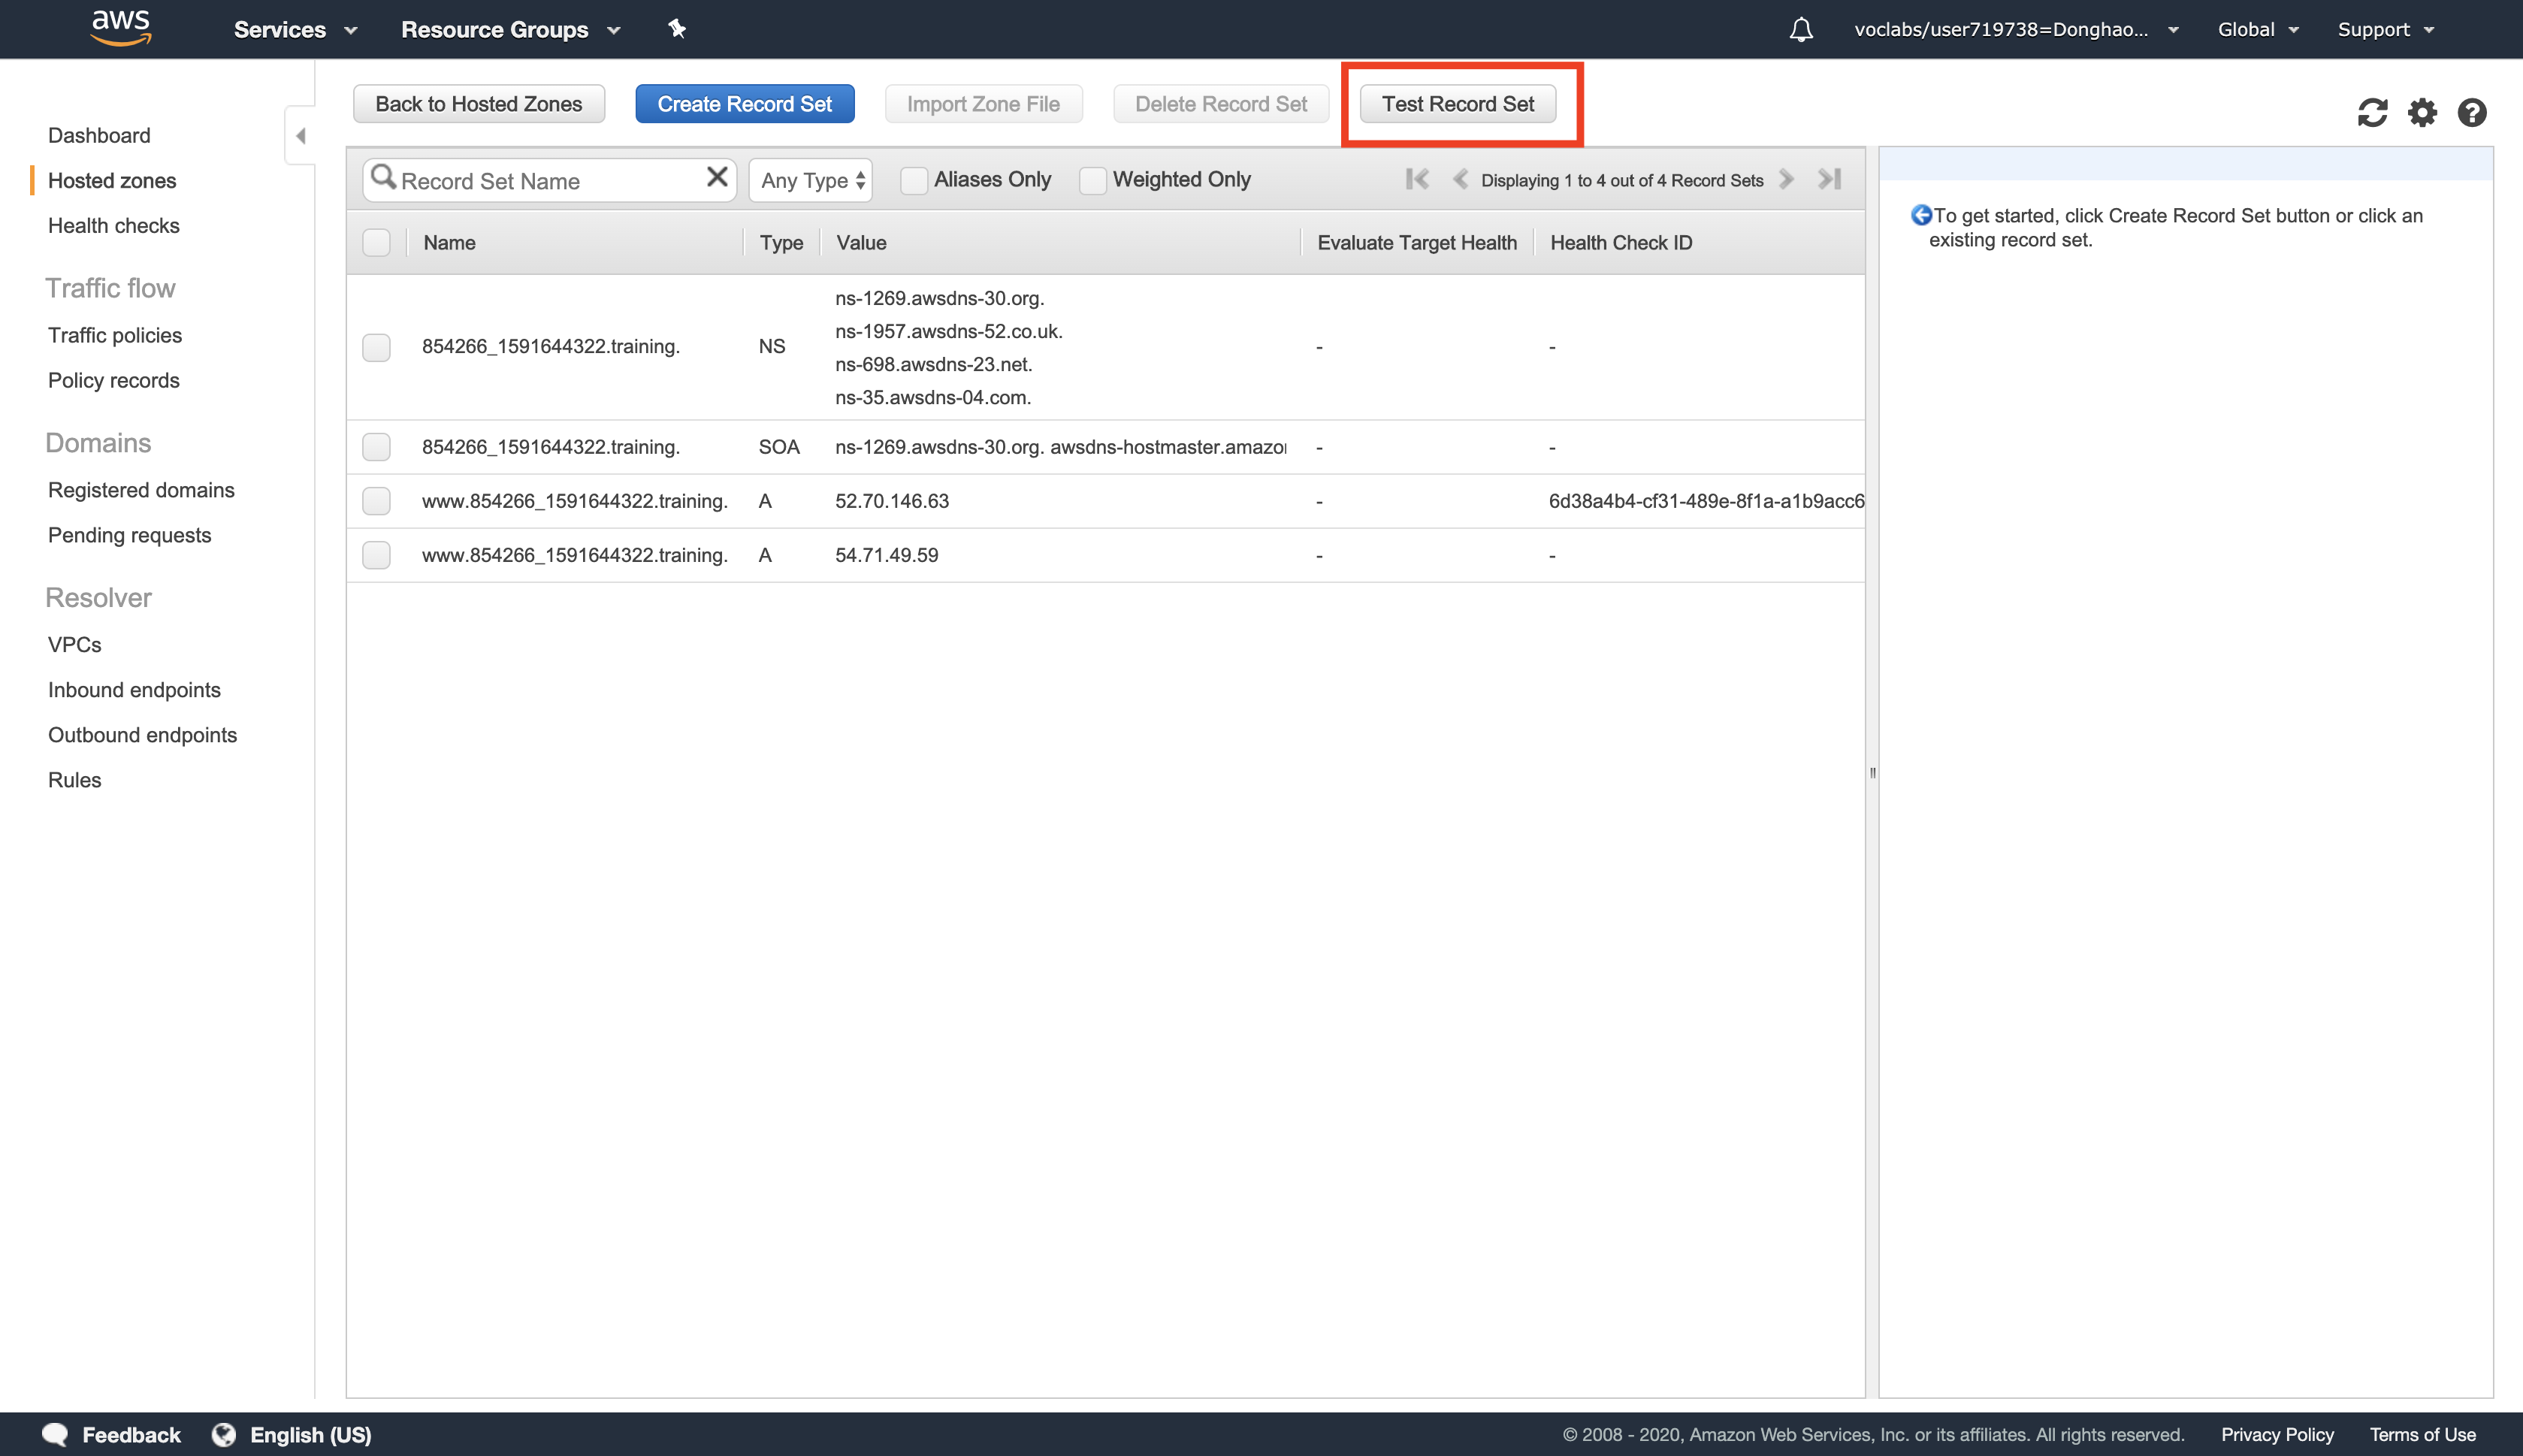 aws
Services
Resource Groups
voclabs/user719738=Donghao...
Global
Support
Back to Hosted Zones
Create Record Set
Import Zone File
Delete Record Set
Test Record Set
Dashboard
Hosted zones
Health checks
Traffic flow
Traffic policies
Policy records
Domains
Registered domains
Pending requests
Resolver
VPCs
Inbound endpoints
Outbound endpoints
Rules
Record Set Name
Any Type
Aliases Only
Weighted Only
Displaying 1 to 4 out of 4 Record Sets
Name Type Value Evaluate Target Health Health Check ID
ns-1269.awsdns-30.org.
ns-1957.awsdns-52.co.uk.
854266_1591644322.training. NS - -
ns-698.awsdns-23.net.
ns-35.awsdns-04.com.
854266_1591644322.training. SOA ns-1269.awsdns-30.org. awsdns-hostmaster.amazo - -
www.854266_1591644322.training. A 52.70.146.63 - 6d38a4b4-cf31-489e-8f1a-a1b9acc6
www.854266_1591644322.training. A 54.71.49.59 - -
To get started, click Create Record Set button or click an
existing record set.
Feedback
English (US)
© 2008 - 2020, Amazon Web Services, Inc. or its affiliates. All rights reserved.
Privacy Policy
Terms of Use